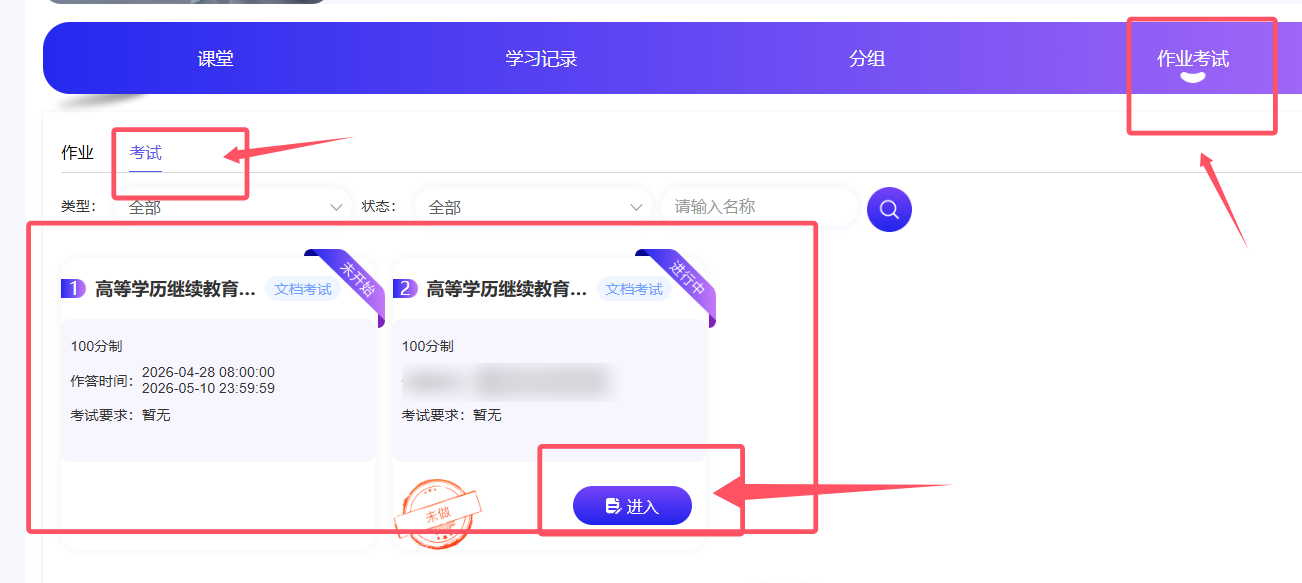 课堂 学习记录 分组 作业考试
作业 考试
类型： 全部 状态： 全部 请输入名称
1 高等学历继续教育... 文档考试 未开始
100分制
作答时间： 2026-04-28 08:00:00
2026-05-10 23:59:59
考试要求： 暂无
2 高等学历继续教育... 文档考试 进行中
100分制
考试要求： 暂无
未做
进入